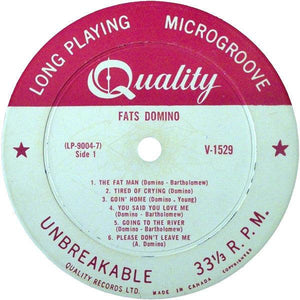 LONG PLAYING MICROGROOVE
Quality
FATS DOMINO
(LP-9004-7)
Side 1
V-1529
1. THE FAT MAN (Domino - Bartholomew)
2. TIRED OF CRYING (Domino)
3. GOIN' HOME (Domino - Young)
4. YOU SAID YOU LOVE ME
(Domino - Bartholomew)
5. GOING TO THE RIVER
(Domino - Bartholomew)
6. PLEASE DON'T LEAVE ME
(A. Domino)
UNBREAKABLE 33⅓ R.P.M.
QUALITY RECORDS LTD. MADE IN CANADA